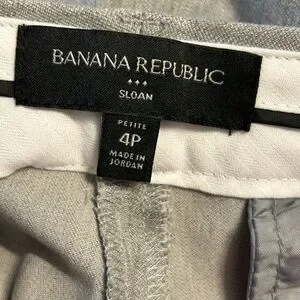 BANANA REPUBLIC
SLOAN
PETITE
4P
MADE IN
JORDAN